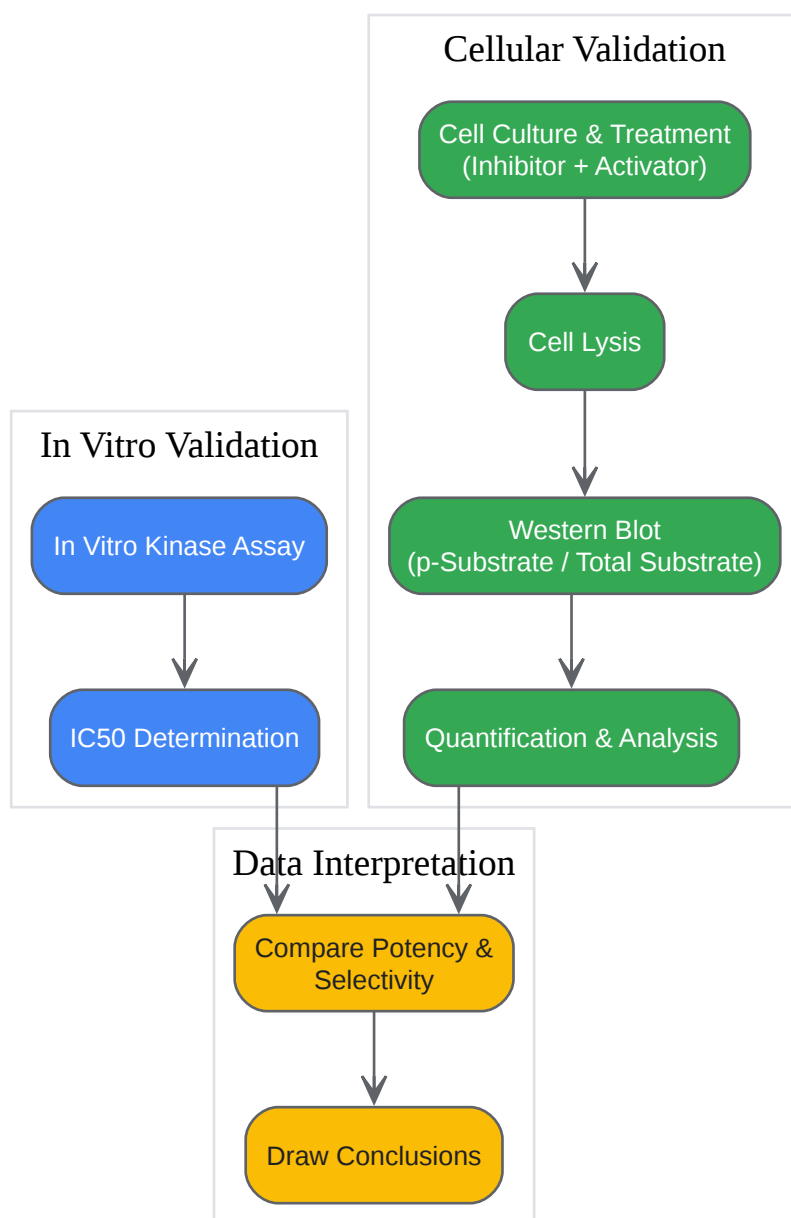 Cellular Validation
Cell Culture & Treatment
(Inhibitor + Activator)
Cell Lysis
In Vitro Validation
In Vitro Kinase Assay
Western Blot
(p-Substrate / Total Substrate)
IC50 Determination
Quantification & Analysis
Data Interpretation
Compare Potency &
Selectivity
Draw Conclusions